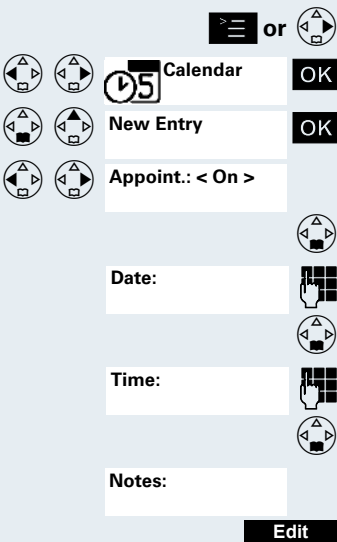 or
Calendar
OK
New Entry
OK
Appoint.: < On >
Date:
Time:
Notes:
Edit